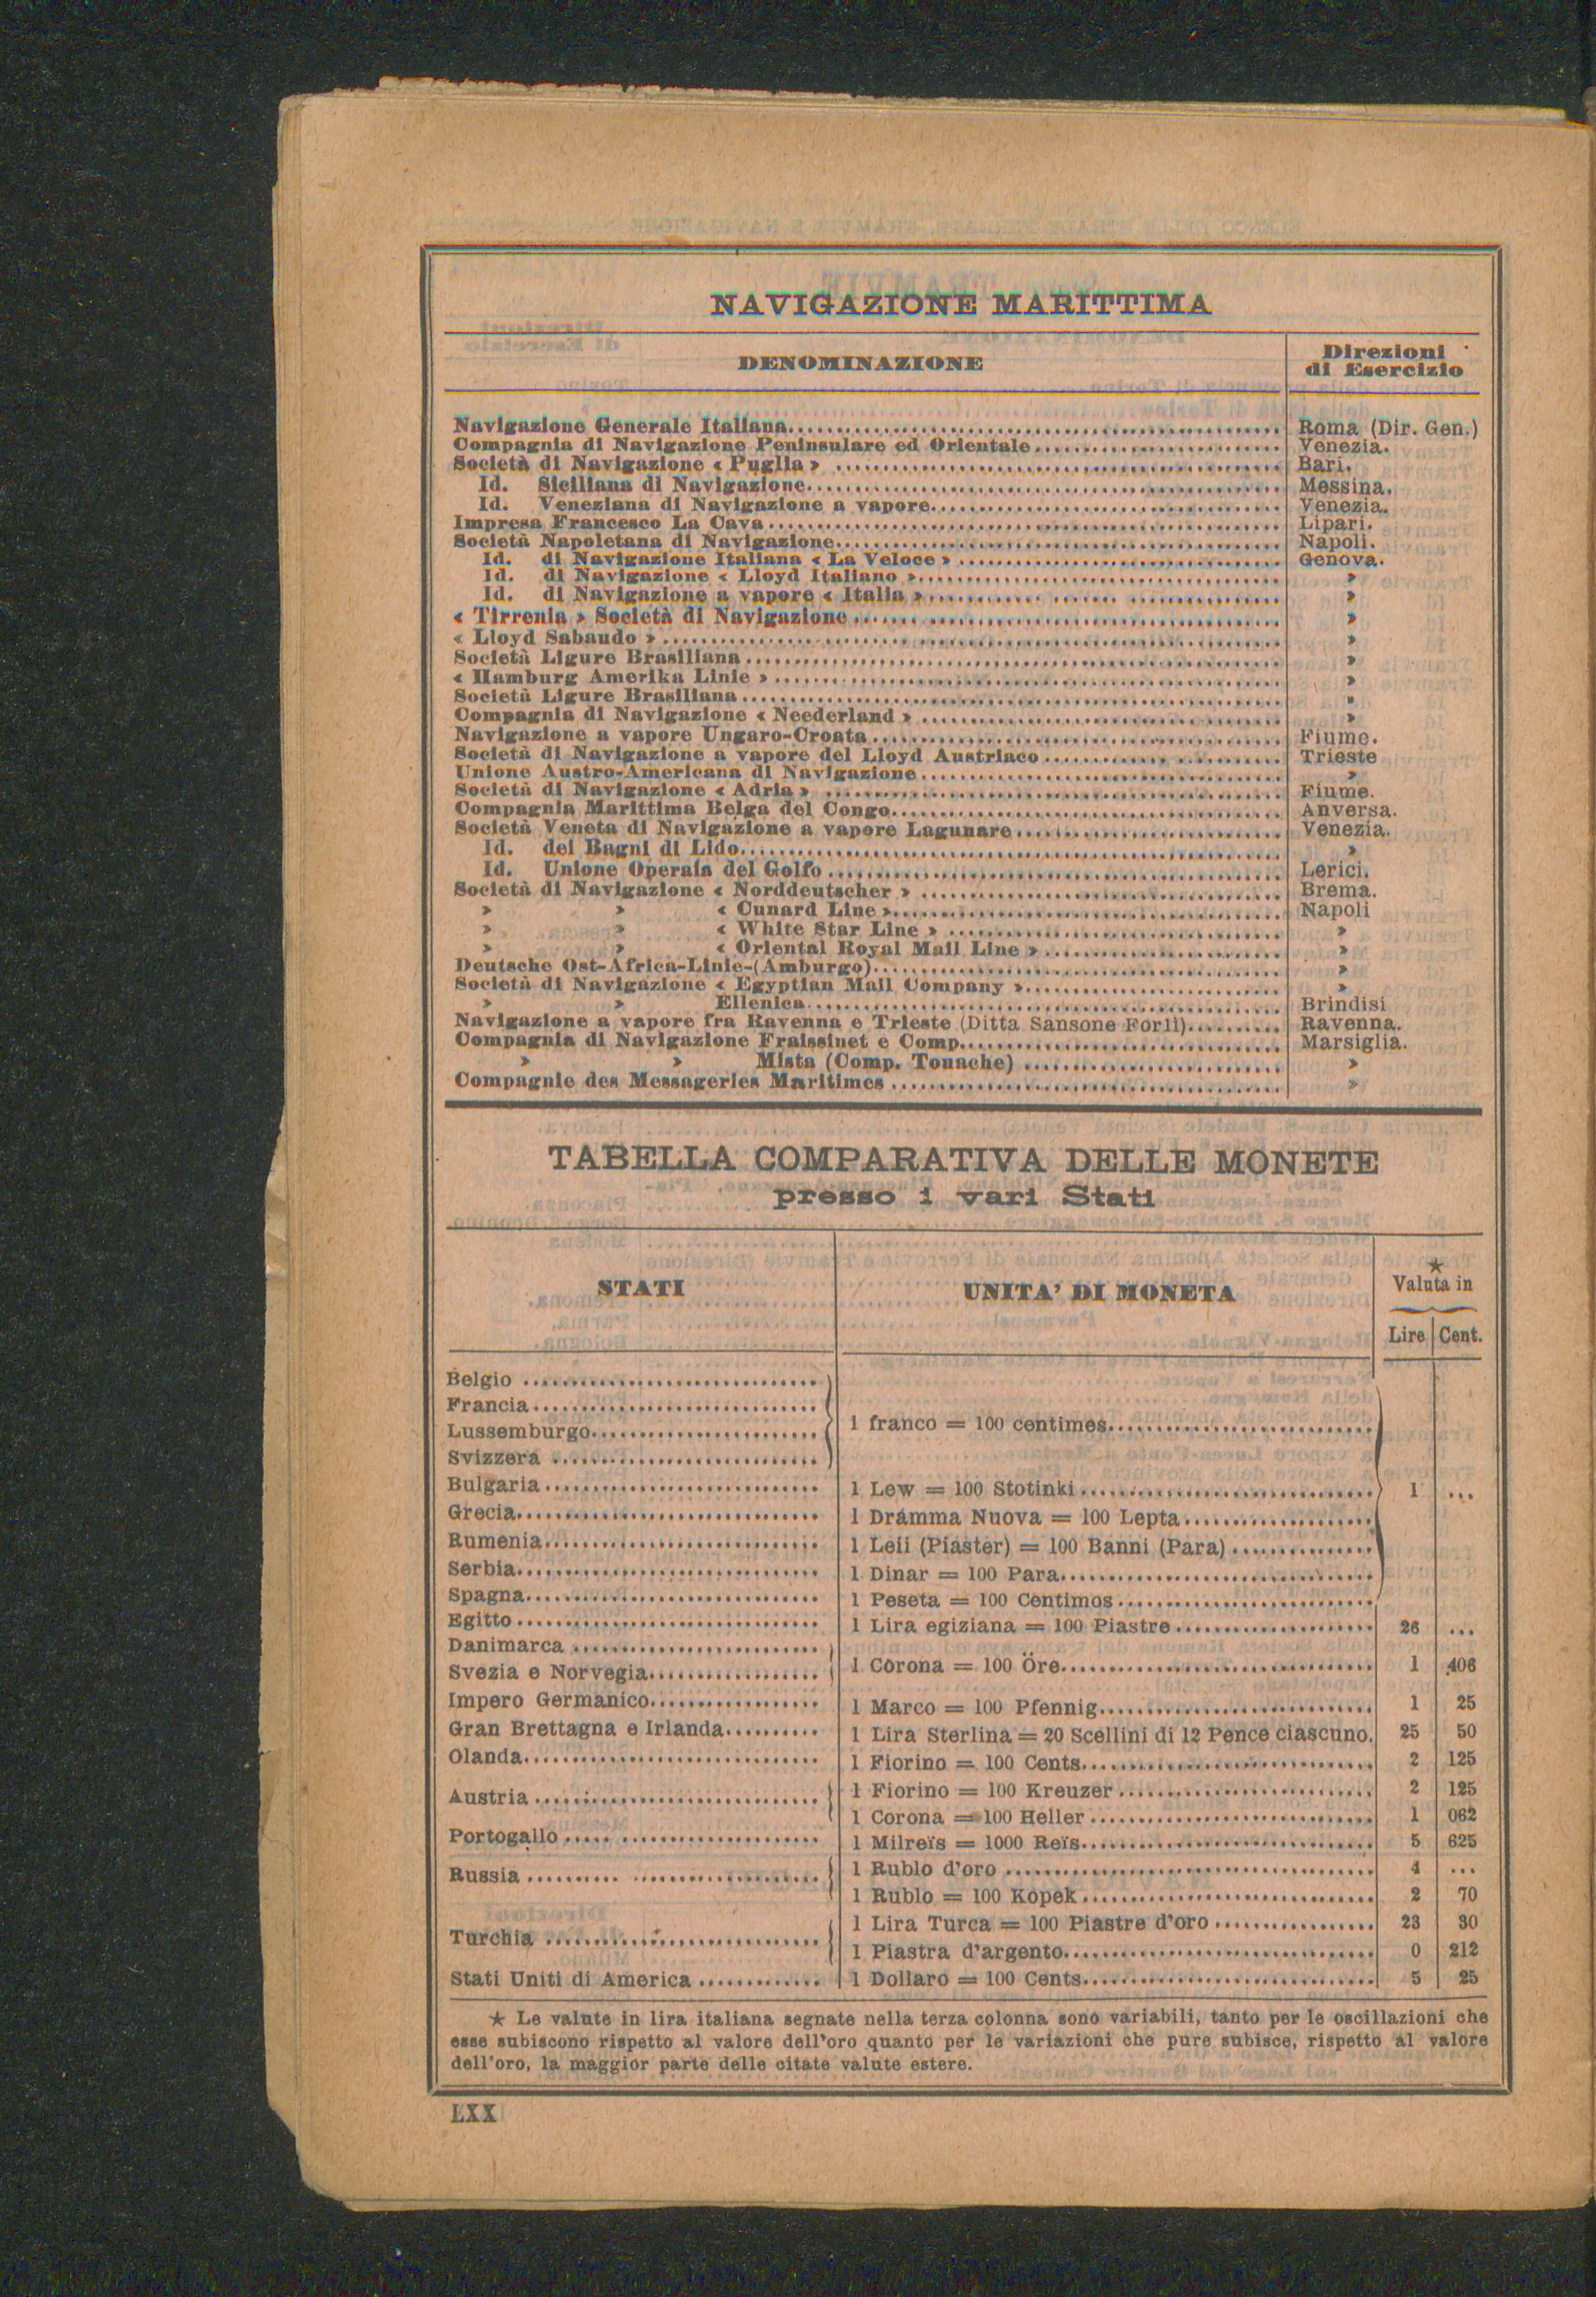 NAVIGAZIONE MARITTIMA
DENOMINAZIONE
Direzioni
di Esercizio
Navigazione Generale Italiana ........ Roma (Dir. Gen.)
Compagnia di Navigazione Peninsulare ed Orientale ........ Venezia.
Società di Navigazione « Puglia » ........ Bari.
Id. Siciliana di Navigazione ........ Messina.
Id. Veneziana di Navigazione a vapore ........ Venezia.
Impresa Francesco La Cava ........ Lipari.
Società Napoletana di Navigazione ........ Napoli.
Id. di Navigazione Italiana « La Veloce » ........ Genova.
Id. di Navigazione « Lloyd Italiano » ........ »
Id. di Navigazione a vapore « Italia » ........ »
« Tirrenia » Società di Navigazione ........ »
« Lloyd Sabaudo » ........ »
Società Ligure Brasiliana ........ »
« Hamburg Amerika Linie » ........ »
Società Ligure Brasiliana ........ »
Compagnia di Navigazione « Neederland » ........ »
Navigazione a vapore Ungaro-Croata ........ Fiume.
Società di Navigazione a vapore del Lloyd Austriaco ........ Trieste
Unione Austro-Americana di Navigazione ........ »
Società di Navigazione « Adria » ........ Fiume.
Compagnia Marittima Belga del Congo ........ Anversa.
Società Veneta di Navigazione a vapore Lagunare ........ Venezia.
Id. dei Bagni di Lido ........ »
Id. Unione Operaia del Golfo ........ Lerici.
Società di Navigazione « Norddeutscher » ........ Brema.
» » « Cunard Line » ........ Napoli
» » « White Star Line » ........ »
» » « Oriental Royal Mail Line » ........ »
Deutsche Ost-Africa-Linie-(Amburgo) ........ »
Società di Navigazione « Egyptian Mail Company » ........ »
» » Ellenica ........ Brindisi
Navigazione a vapore fra Ravenna e Trieste (Ditta Sansone Forlì) ........ Ravenna.
Compagnia di Navigazione Fraissinet e Comp. ........ Marsiglia.
» » Mista (Comp. Touache) ........ »
Compagnie des Messageries Maritimes ........ »
TABELLA COMPARATIVA DELLE MONETE
presso i vari Stati
STATI
UNITA' DI MONETA
★
Valuta in
Lire Cent.
Belgio ........
Francia ........
Lussemburgo ........
Svizzera ........
1 franco = 100 centimes ........
Bulgaria ........ 1 Lew = 100 Stotinki ........ 1 ...
Grecia ........ 1 Drámma Nuova = 100 Lepta ........
Rumenia ........ 1 Leii (Piaster) = 100 Banni (Para) ........
Serbia ........ 1 Dinar = 100 Para ........
Spagna ........ 1 Peseta = 100 Centimos ........
Egitto ........ 1 Lira egiziana = 100 Piastre ........ 26 ...
Danimarca ........
Svezia e Norvegia ........ 1 Corona = 100 Öre ........ 1 406
Impero Germanico ........ 1 Marco = 100 Pfennig ........ 1 25
Gran Brettagna e Irlanda ........ 1 Lira Sterlina = 20 Scellini di 12 Pence ciascuno. 25 50
Olanda ........ 1 Fiorino = 100 Cents ........ 2 125
Austria ........ 1 Fiorino = 100 Kreuzer ........ 2 125
1 Corona = 100 Heller ........ 1 062
Portogallo ........ 1 Milreïs = 1000 Reïs ........ 5 625
Russia ........ 1 Rublo d'oro ........ 4 ...
1 Rublo = 100 Kopek ........ 2 70
Turchia ........ 1 Lira Turca = 100 Piastre d'oro ........ 23 30
1 Piastra d'argento ........ 0 212
Stati Uniti di America ........ 1 Dollaro = 100 Cents ........ 5 25
★ Le valute in lira italiana segnate nella terza colonna sono variabili, tanto per le oscillazioni che
esse subiscono rispetto al valore dell'oro quanto per le variazioni che pure subisce, rispetto al valore
dell'oro, la maggior parte delle citate valute estere.
LXX